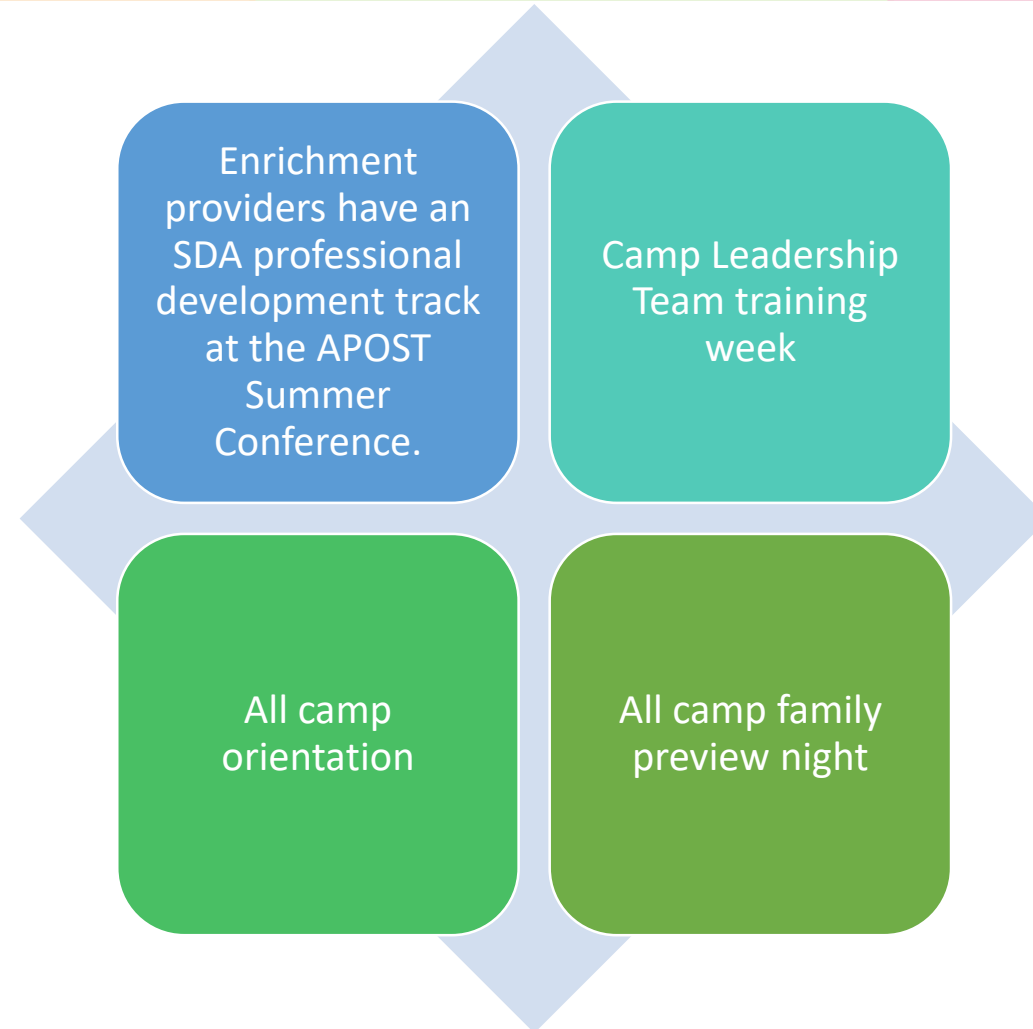 Enrichment
providers have an
SDA professional
development track
at the APOST
Summer
Conference.
Camp Leadership
Team training
week
All camp
orientation
All camp family
preview night